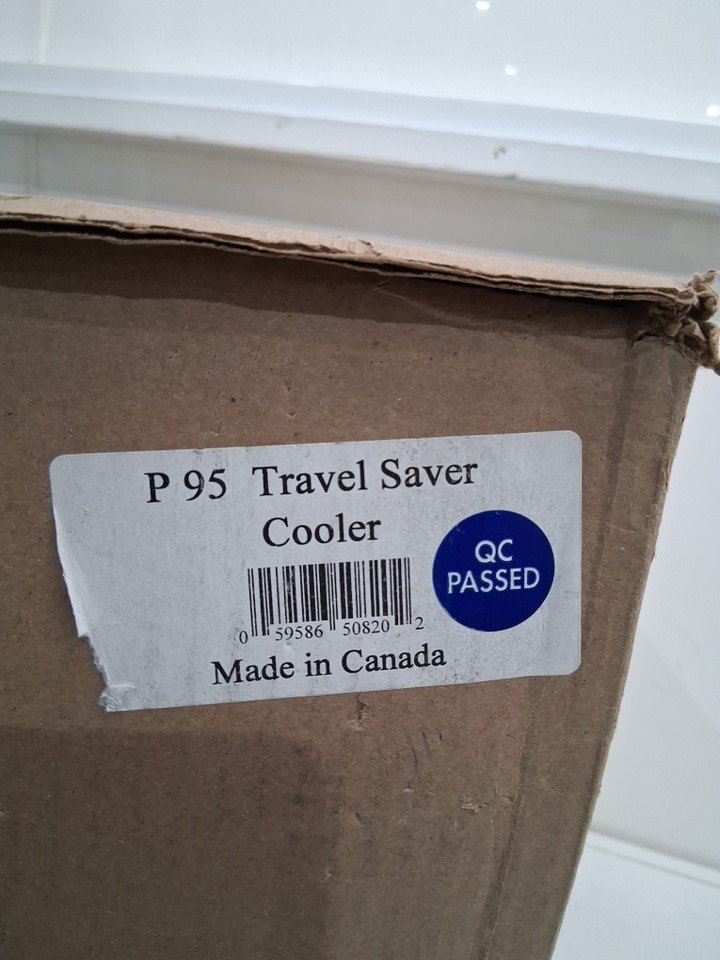 P 95 Travel Saver
Cooler
QC
PASSED
0 59586 50820 2
Made in Canada